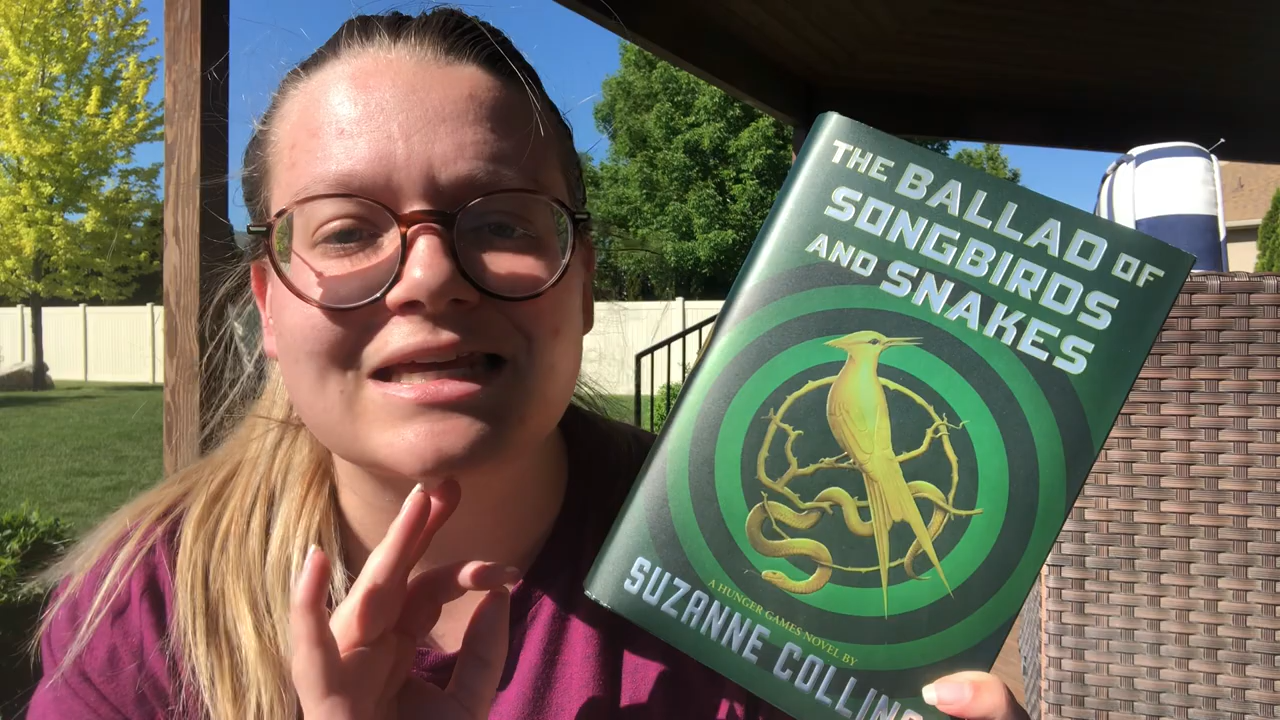 THE BALLAD OF
SONGBIRDS
AND SNAKES
A HUNGER GAMES NOVEL BY
SUZANNE COLLINS